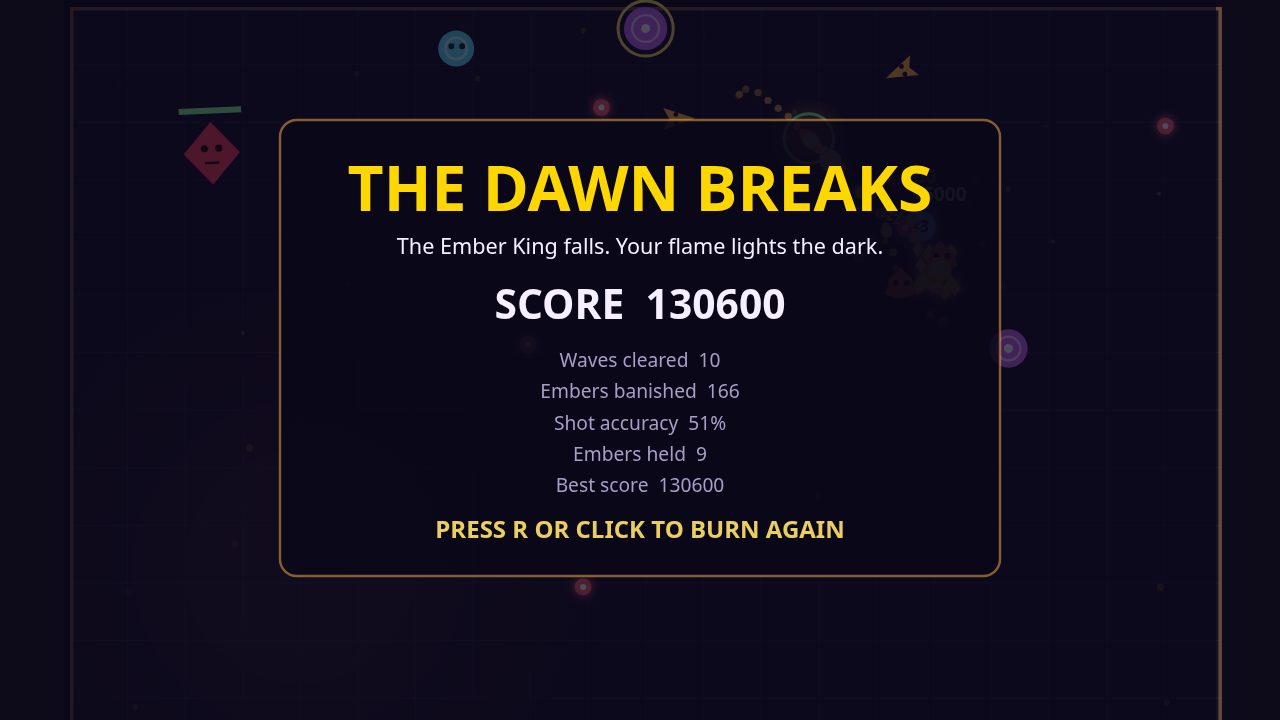 THE DAWN BREAKS
The Ember King falls. Your flame lights the dark.
SCORE 130600
Waves cleared 10
Embers banished 166
Shot accuracy 51%
Embers held 9
Best score 130600
PRESS R OR CLICK TO BURN AGAIN